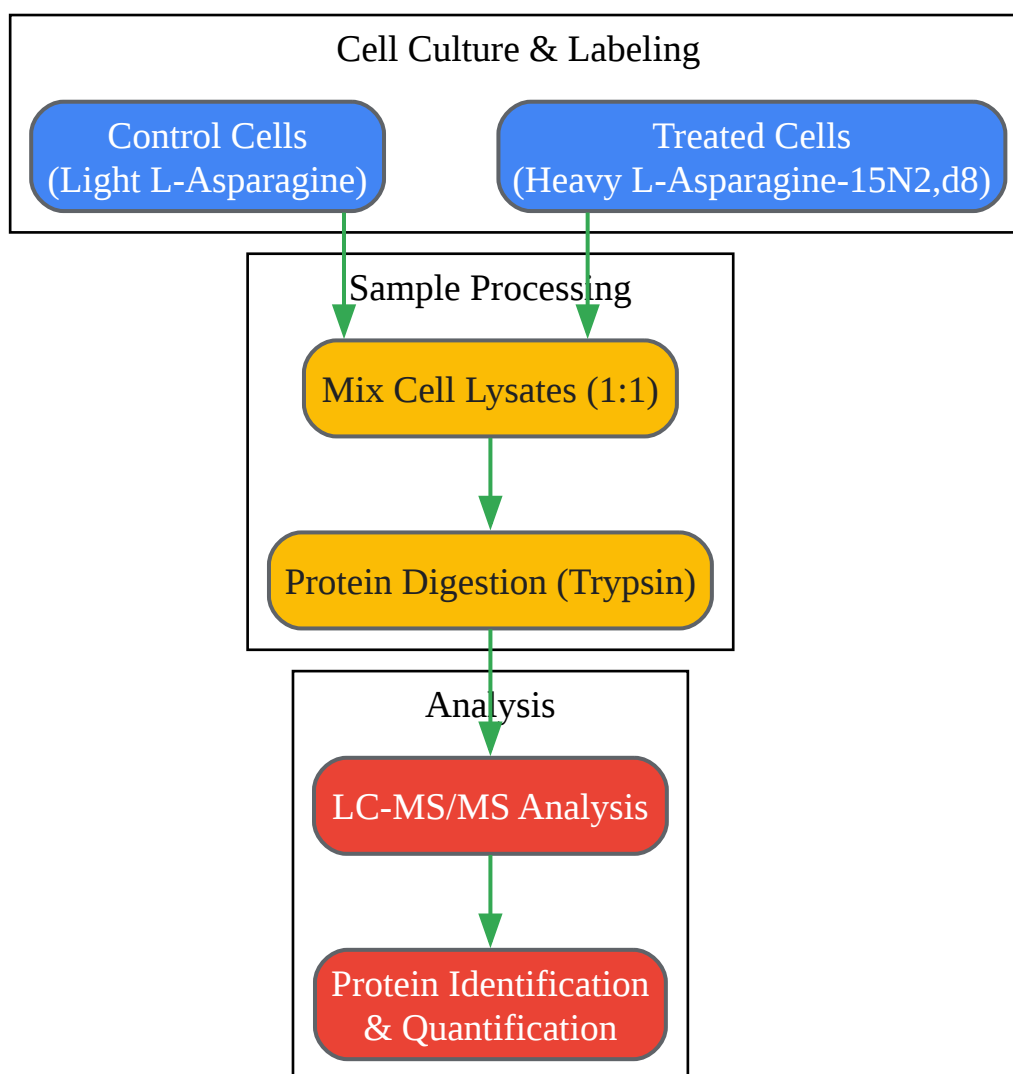 Cell Culture & Labeling
Control Cells
(Light L-Asparagine)
Treated Cells
(Heavy L-Asparagine-15N2,d8)
Sample Processing
Mix Cell Lysates (1:1)
Protein Digestion (Trypsin)
Analysis
LC-MS/MS Analysis
Protein Identification
& Quantification